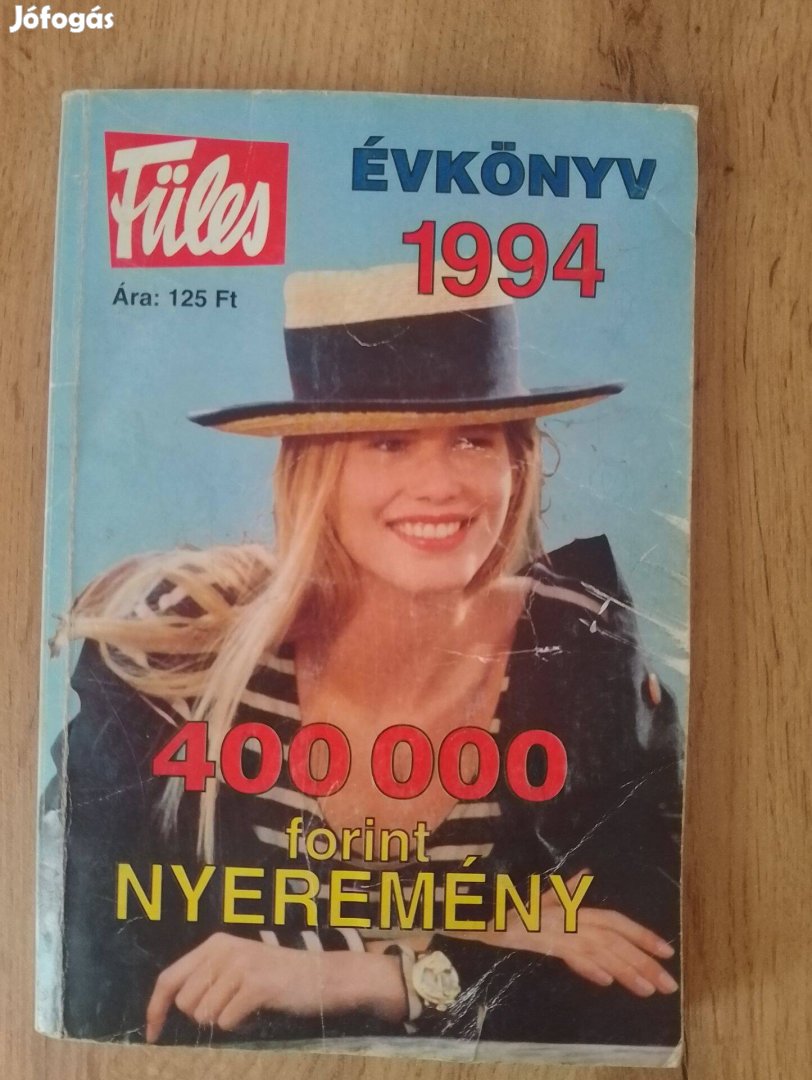 Jófogás
Füles
ÉVKÖNYV
1994
Ára: 125 Ft
400 000
forint
NYEREMÉNY